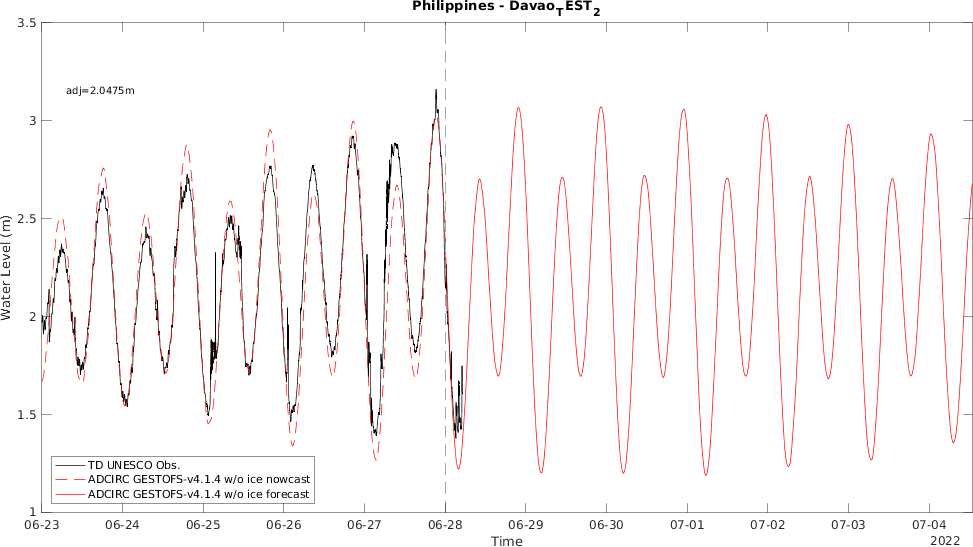 Philippines - Davao_TEST_2
adj=2.0475m
Water Level (m)
3.5
3
2.5
2
1.5
1
TD UNESCO Obs.
ADCIRC GESTOFS-v4.1.4 w/o ice nowcast
ADCIRC GESTOFS-v4.1.4 w/o ice forecast
06-23 06-24 06-25 06-26 06-27 06-28 06-29 06-30 07-01 07-02 07-03 07-04
Time
2022